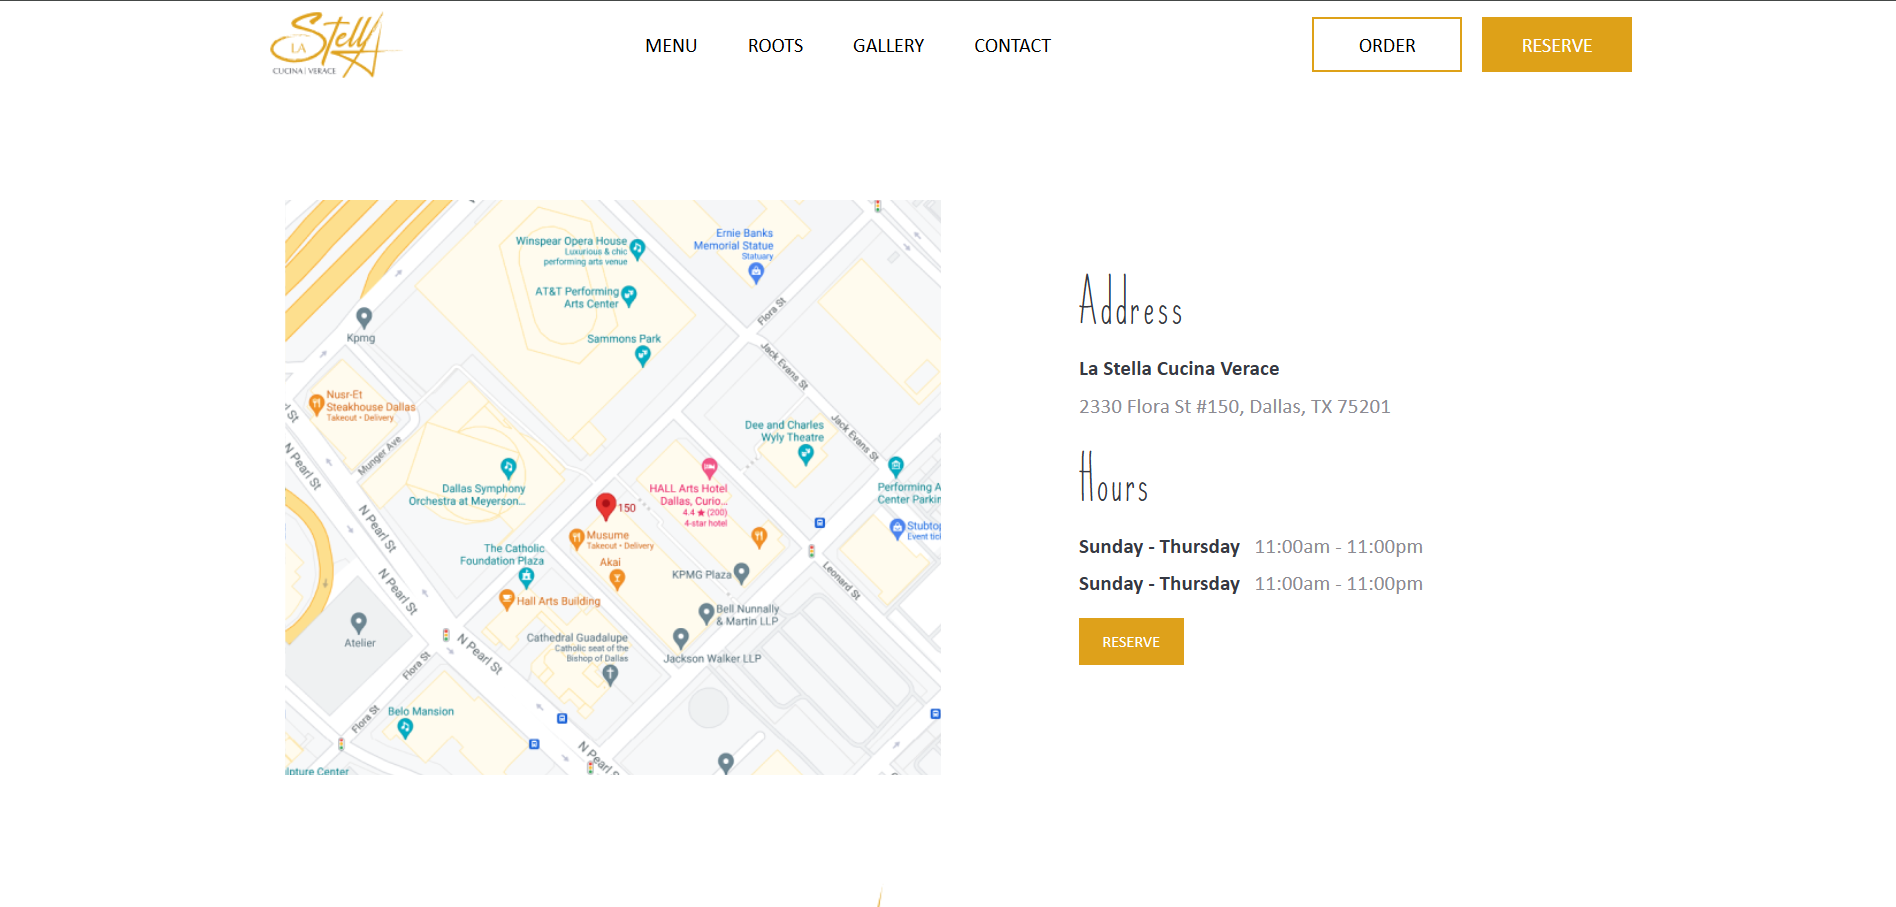 LA Stella
CUCINA | VERACE
MENU
ROOTS
GALLERY
CONTACT
ORDER
RESERVE
Winspear Opera House
Luxurious & chic
performing arts venue
Ernie Banks
Memorial Statue
Statuary
AT&T Performing
Arts Center
Flora St
Kpmg
Sammons Park
Jack Evans St
Nusr-Et
Steakhouse Dallas
Takeout • Delivery
St
Munger Ave
Dee and Charles
Wyly Theatre
Jack Evans St
N Pearl St
Dallas Symphony
Orchestra at Meyerson...
HALL Arts Hotel
Dallas, Curio...
4.4 ★ (200)
4-star hotel
Performing A
Center Parkin
150
N Pearl St
Musume
Takeout • Delivery
Stubtop
Event tick
The Catholic
Foundation Plaza
Akai
KPMG Plaza
Leonard St
N Pearl St
Hall Arts Building
Bell Nunnally
& Martin LLP
Atelier
N Pearl St
Cathedral Guadalupe
Catholic seat of the
Bishop of Dallas
Jackson Walker LLP
Flora St
Belo Mansion
Flora St
N Pearl St
lpture Center
Address
La Stella Cucina Verace
2330 Flora St #150, Dallas, TX 75201
Hours
Sunday - Thursday 11:00am - 11:00pm
Sunday - Thursday 11:00am - 11:00pm
RESERVE